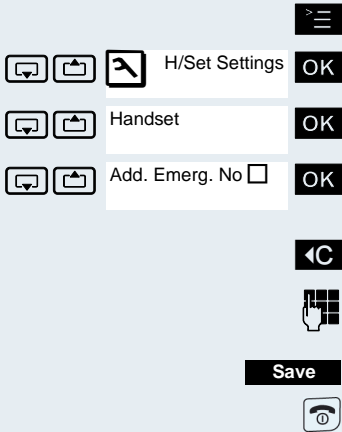 H/Set Settings OK
Handset OK
Add. Emerg. No OK
C
Save